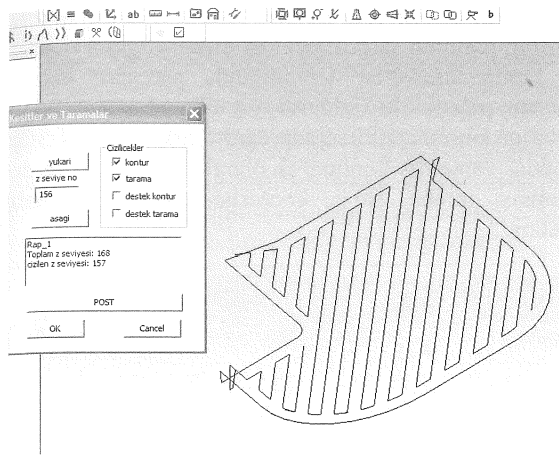 ab
b
Kesitler ve Taramalar
Cizilicekler
yukari
kontur
z seviye no
tarama
156
destek kontur
asagi
destek tarama
Rap_1
Toplam z seviyesi: 168
cizilen z seviyesi: 157
POST
OK
Cancel